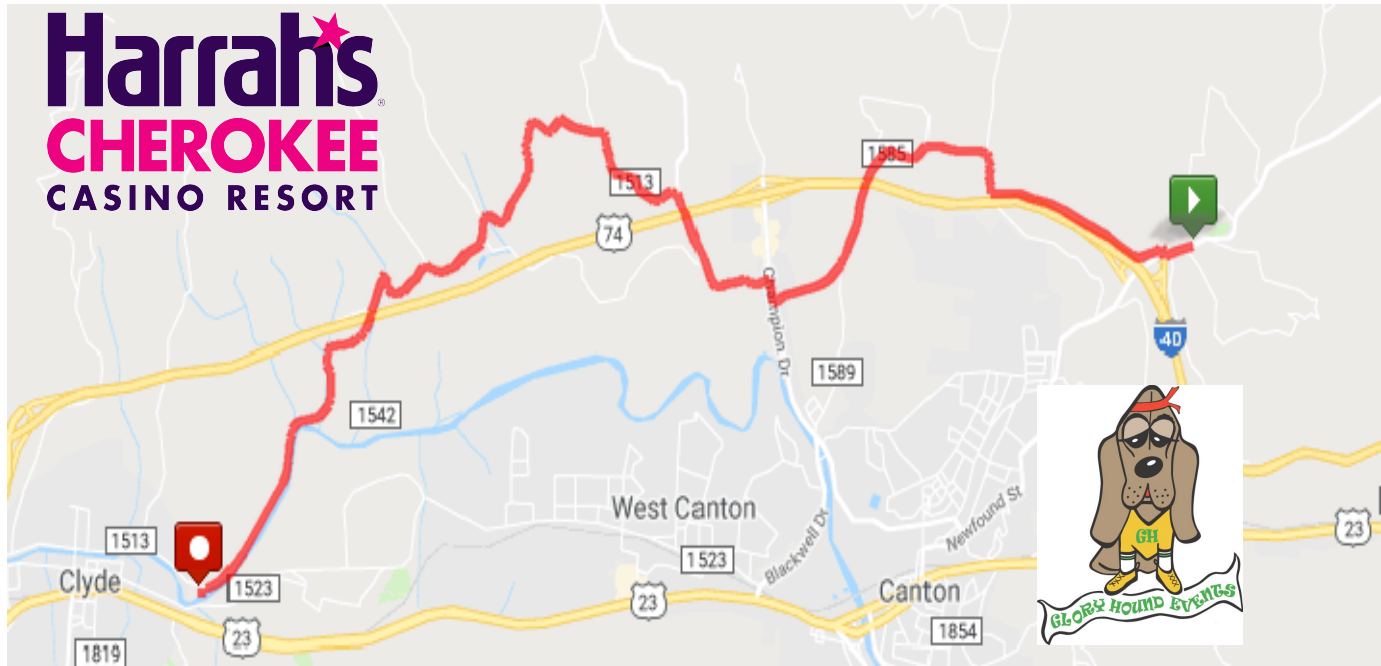 Harrah's
®
CHEROKEE
CASINO RESORT
1585
1513
74
Champion Dr
40
1589
1542
West Canton
Newfound St
GH
GLORY HOUND EVENTS
1513
1523
Blackwell Dr
23
Clyde
1523
23
Canton
23
1854
1819